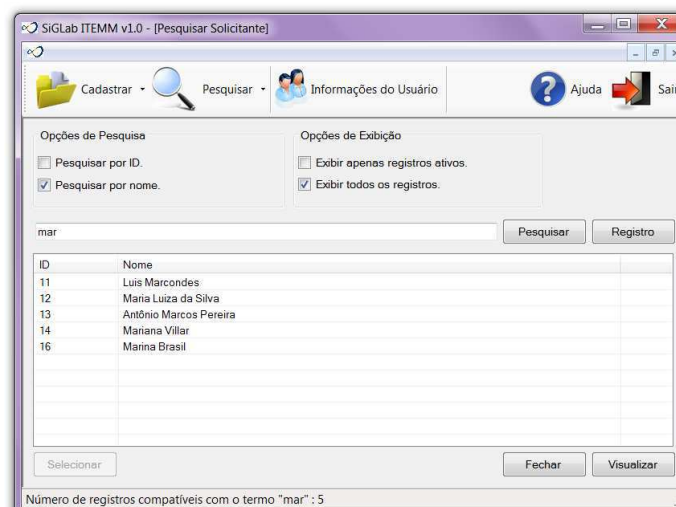 SiGLab ITEMM v1.0 - [Pesquisar Solicitante]
Cadastrar Pesquisar Informações do Usuário Ajuda Sair
Opções de Pesquisa Opções de Exibição
Pesquisar por ID. Exibir apenas registros ativos.
Pesquisar por nome. Exibir todos os registros.
mar Pesquisar Registro
ID Nome
11 Luis Marcondes
12 Maria Luiza da Silva
13 Antônio Marcos Pereira
14 Mariana Villar
16 Marina Brasil
Selecionar Fechar Visualizar
Número de registros compatíveis com o termo "mar" : 5